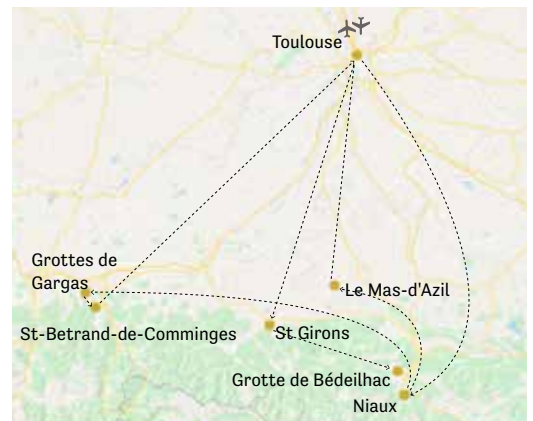 Toulouse
Grottes de
Gargas
Le Mas-d'Azil
St-Betrand-de-Comminges
St Girons
Grotte de Bédeilhac
Niaux